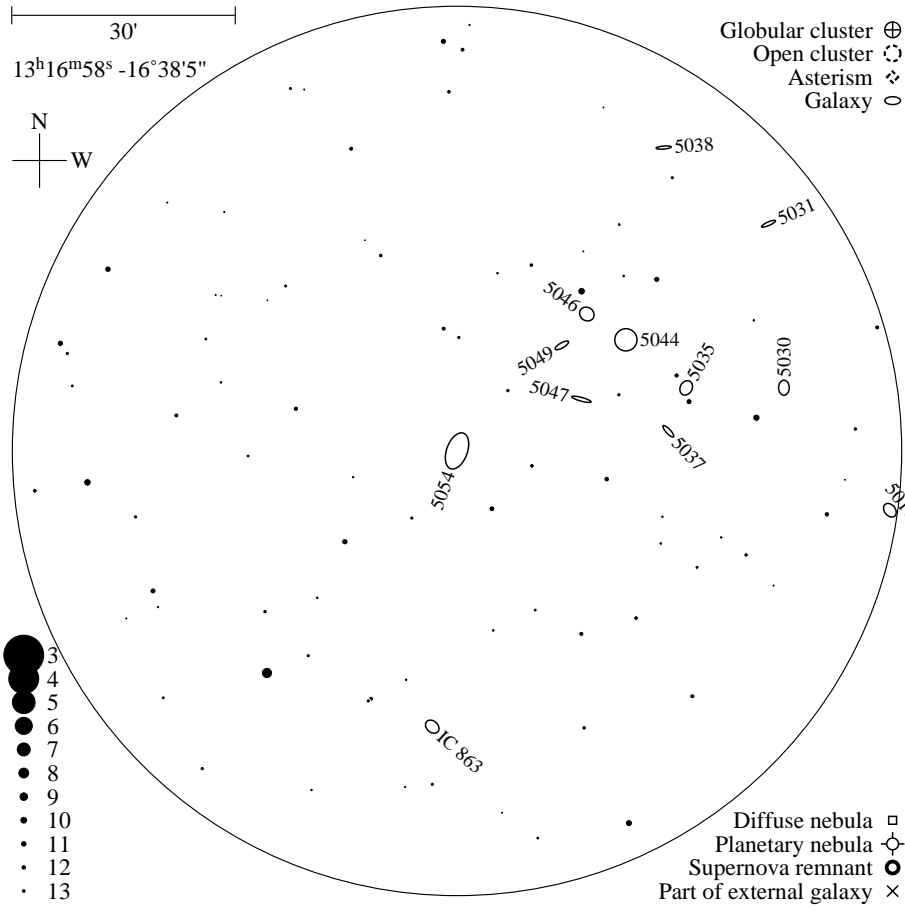 30'
13h16m58s -16°38'5"
N
W
Globular cluster
Open cluster
Asterism
Galaxy
5038
5031
5046
5044
5049
5035
5030
5047
5037
5054
IC 863
3
4
5
6
7
8
9
10
11
12
13
Diffuse nebula
Planetary nebula
Supernova remnant
Part of external galaxy